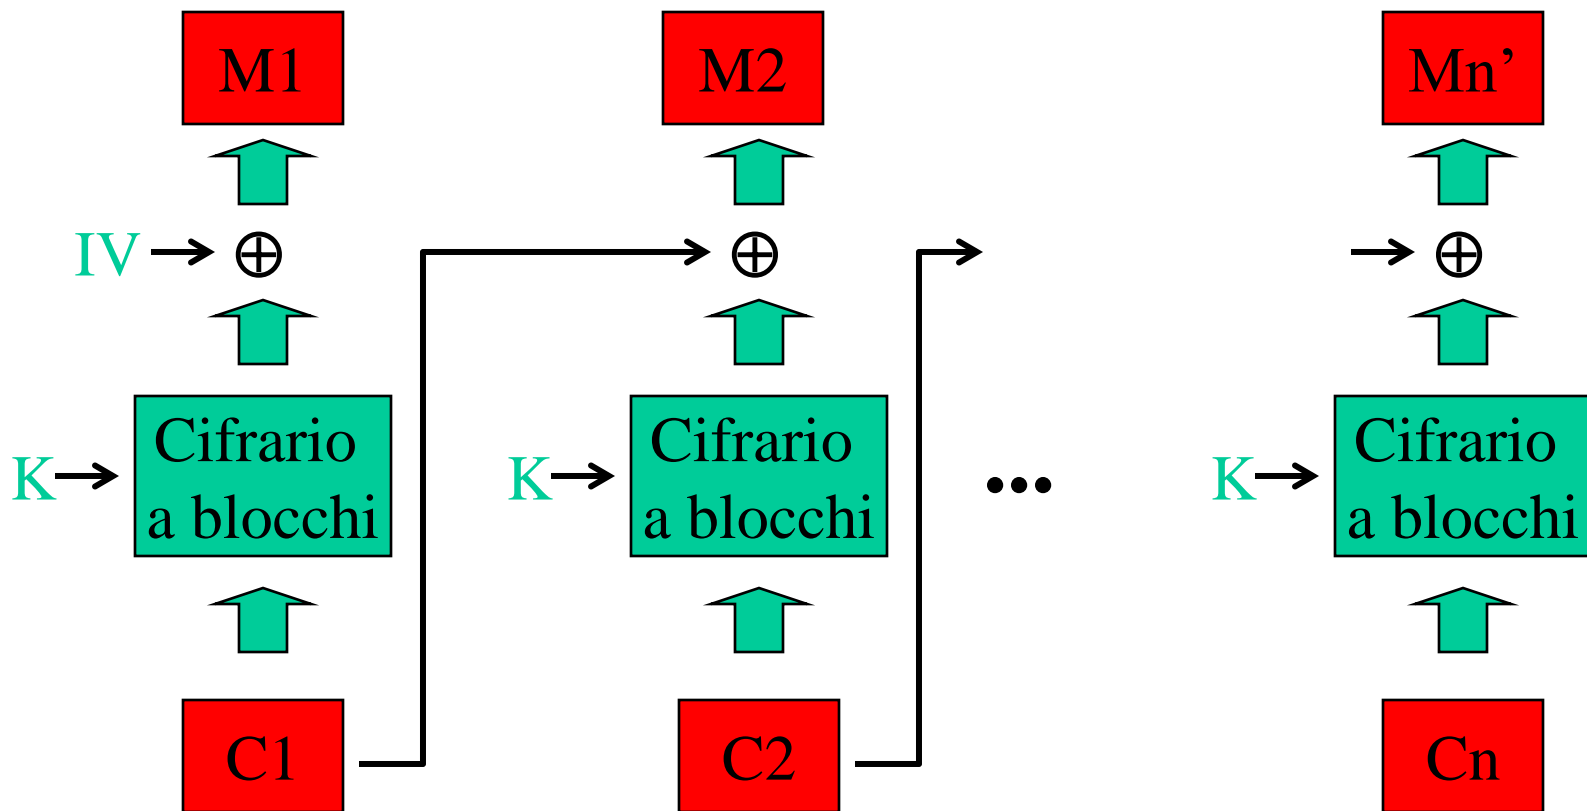 M1
M2
Mn’
IV
K
Cifrario
a blocchi
K
Cifrario
a blocchi
•••
K
Cifrario
a blocchi
C1
C2
Cn